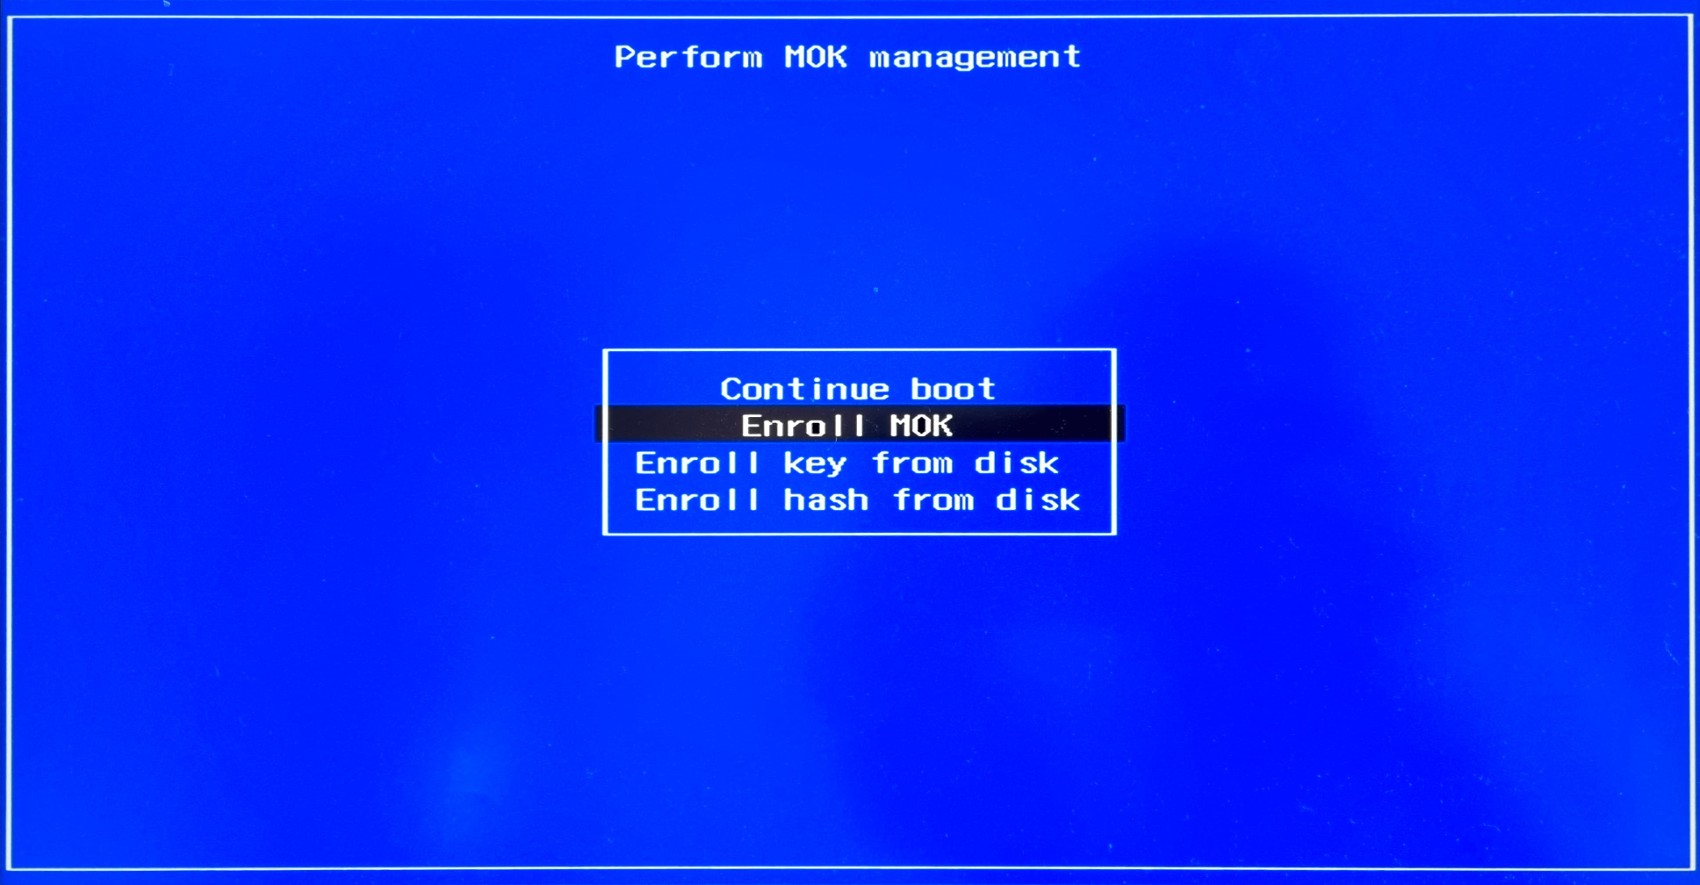 Perform MOK management
Continue boot
Enroll MOK
Enroll key from disk
Enroll hash from disk